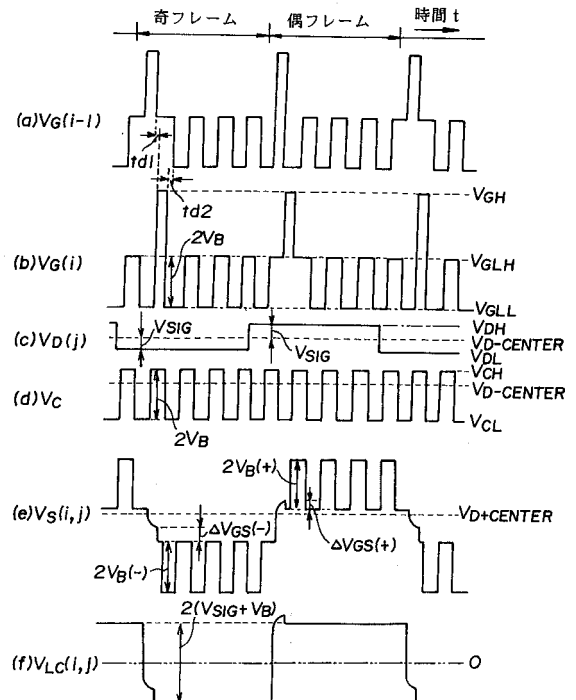 奇フレーム 偶フレーム 時間 t
(a)VG(i-1)
td1
td2
VGH
2VB
(b)VG(i)
VGLH
VGLL
VSIG
VDH
(c)VD(j)
VD-CENTER
VSIG
VDL
VCH
VD-CENTER
(d)VC
2VB
VCL
2VB(+)
(e)VS(i,j)
VD+CENTER
ΔVGS(-)
ΔVGS(+)
2VB(-)
2(VSIG+VB)
(f)VLC(i,j)
0